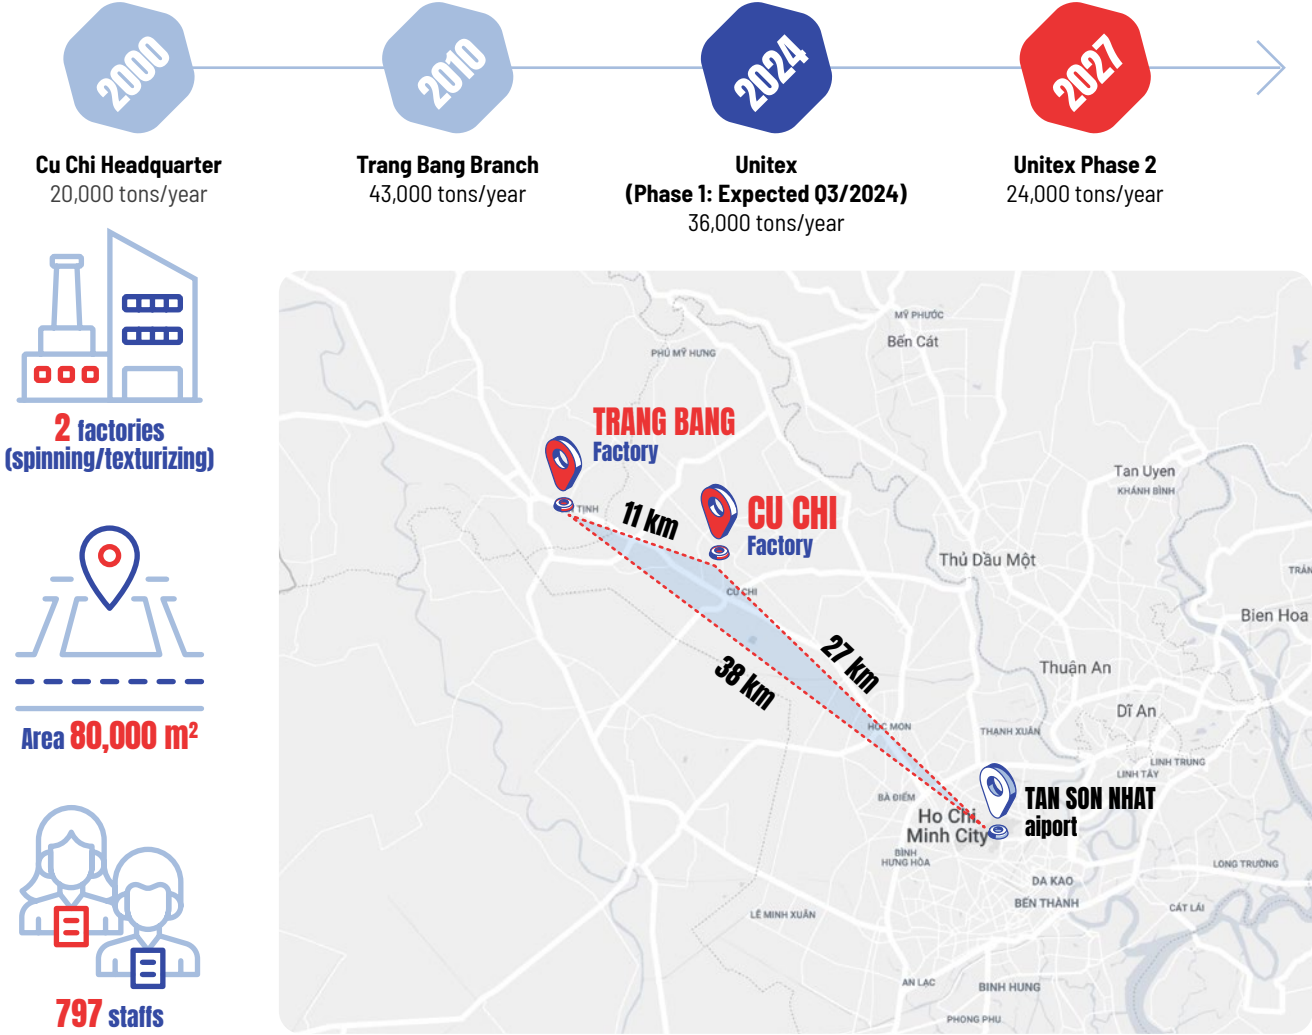 2000
2010
2024
2027
Cu Chi Headquarter
20,000 tons/year
Trang Bang Branch
43,000 tons/year
Unitex
(Phase 1: Expected Q3/2024)
36,000 tons/year
Unitex Phase 2
24,000 tons/year
2 factories
(spinning/texturizing)
Area 80,000 m²
797 staffs
MỸ PHƯỚC
Bến Cát
PHÚ MỸ HƯNG
TRANG BANG
Factory
TỊNH
11 km
CU CHI
Factory
CỦ CHI
Tan Uyen
KHÁNH BÌNH
Thủ Dầu Một
Bien Hoa
27 km
38 km
Thuận An
Dĩ An
HÓC MÔN
THẠNH XUÂN
LINH TRUNG
LINH TÂY
BÀ ĐIỂM
TAN SON NHAT
aiport
Ho Chi
Minh City
BÌNH
HƯNG HÒA
LONG TRƯỜNG
DA KAO
BẾN THÀNH
CÁT LÁI
LÊ MINH XUÂN
AN LẠC
BINH HUNG
PHONG PHU